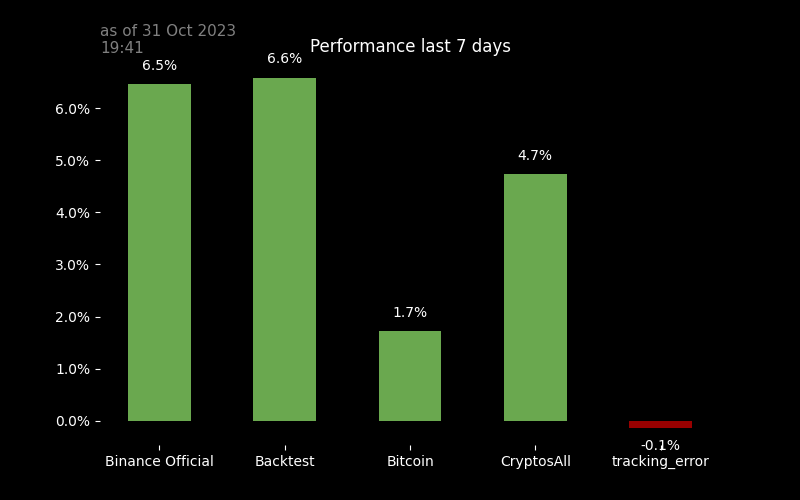 as of 31 Oct 2023
19:41
Performance last 7 days
6.5%
6.6%
1.7%
4.7%
-0.1%
6.0%
5.0%
4.0%
3.0%
2.0%
1.0%
0.0%
Binance Official
Backtest
Bitcoin
CryptosAll
tracking_error